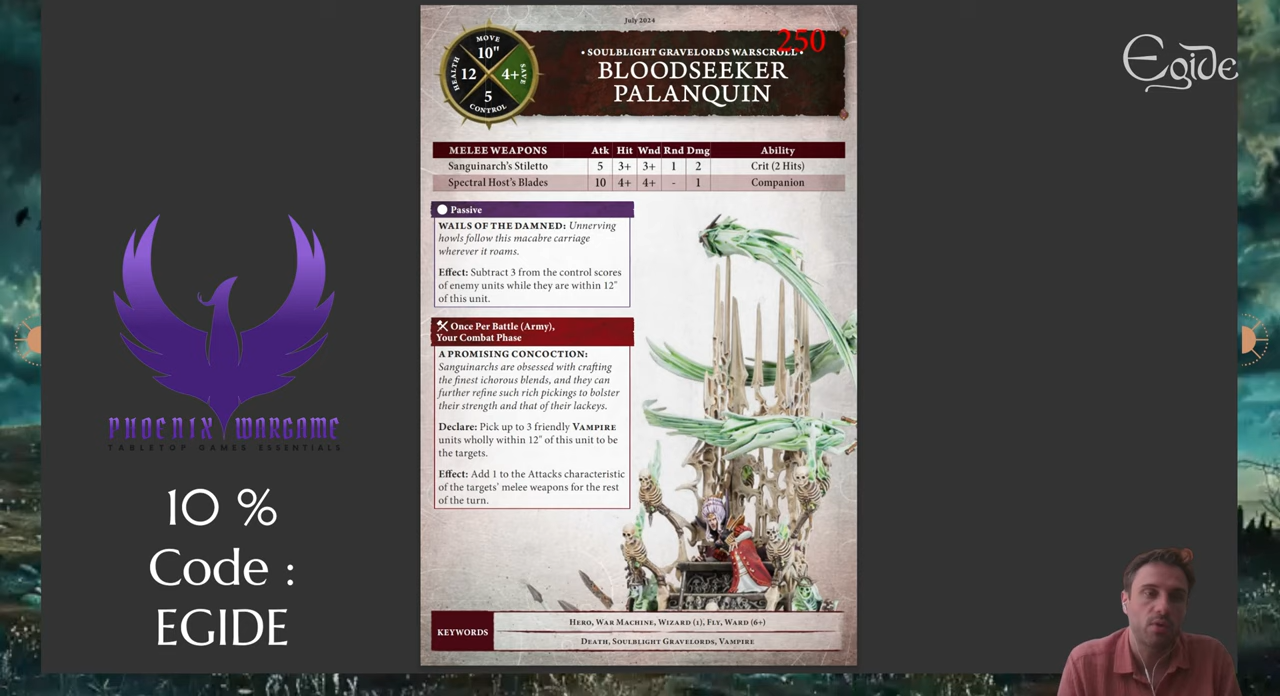 July 2024
250
Egide
MOVE
10"
HEALTH
12
4+
SAVE
5
CONTROL
• SOULBLIGHT GRAVELORDS WARSCROLL •
BLOODSEEKER
PALANQUIN
MELEE WEAPONS Atk Hit Wnd Rnd Dmg Ability
Sanguinarch's Stiletto 5 3+ 3+ 1 2 Crit (2 Hits)
Spectral Host's Blades 10 4+ 4+ - 1 Companion
Passive
WAILS OF THE DAMNED: Unnerving
howls follow this macabre carriage
wherever it roams.
Effect: Subtract 3 from the control scores
of enemy units while they are within 12"
of this unit.
Once Per Battle (Army),
Your Combat Phase
A PROMISING CONCOCTION:
Sanguinarchs are obsessed with crafting
the finest ichorous blends, and they can
further refine such rich pickings to bolster
their strength and that of their lackeys.
Declare: Pick up to 3 friendly VAMPIRE
units wholly within 12" of this unit to be
the targets.
Effect: Add 1 to the Attacks characteristic
of the targets' melee weapons for the rest
of the turn.
KEYWORDS
HERO, WAR MACHINE, WIZARD (1), FLY, WARD (6+)
DEATH, SOULBLIGHT GRAVELORDS, VAMPIRE
PHOENIX WARGAME
TABLETOP GAMES ESSENTIALS
10 %
Code :
EGIDE